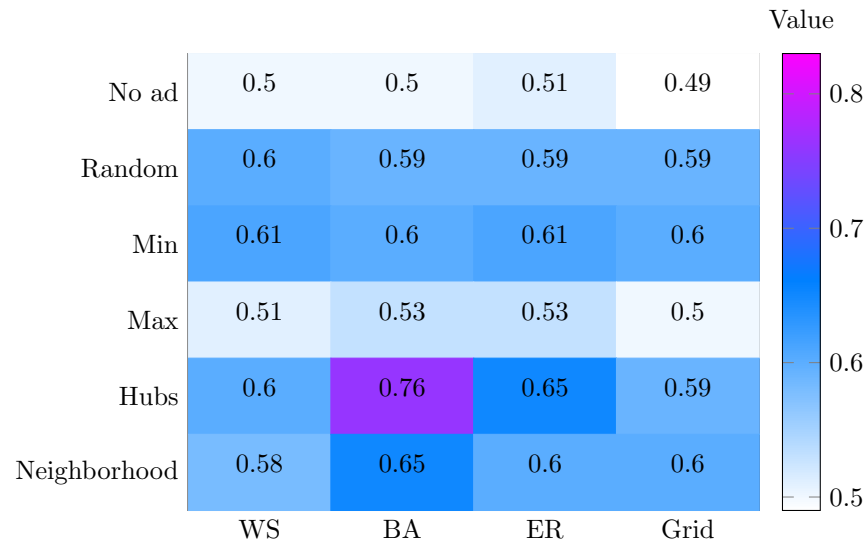 Value
No ad 0.5 0.5 0.51 0.49
Random 0.6 0.59 0.59 0.59
Min 0.61 0.6 0.61 0.6
Max 0.51 0.53 0.53 0.5
Hubs 0.6 0.76 0.65 0.59
Neighborhood 0.58 0.65 0.6 0.6
WS BA ER Grid
0.8
0.7
0.6
0.5